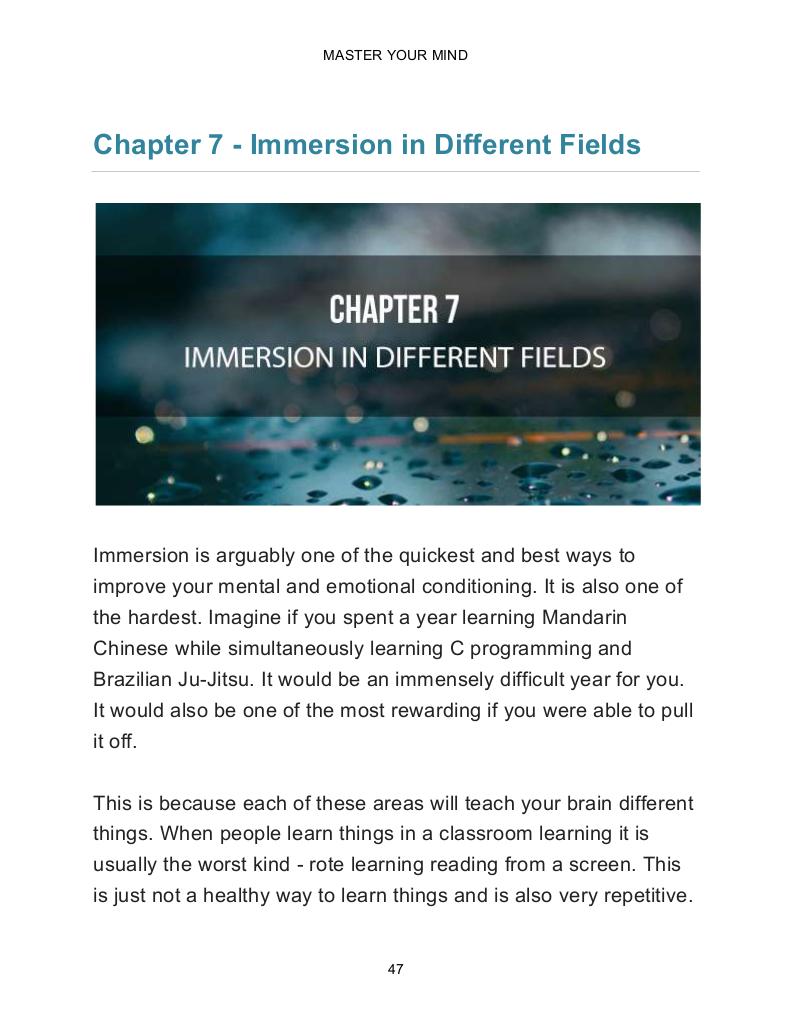 MASTER YOUR MIND
Chapter 7 - Immersion in Different Fields
CHAPTER 7
IMMERSION IN DIFFERENT FIELDS
Immersion is arguably one of the quickest and best ways to
improve your mental and emotional conditioning. It is also one of
the hardest. Imagine if you spent a year learning Mandarin
Chinese while simultaneously learning C programming and
Brazilian Ju-Jitsu. It would be an immensely difficult year for you.
It would also be one of the most rewarding if you were able to pull
it off.
This is because each of these areas will teach your brain different
things. When people learn things in a classroom learning it is
usually the worst kind - rote learning reading from a screen. This
is just not a healthy way to learn things and is also very repetitive.
47